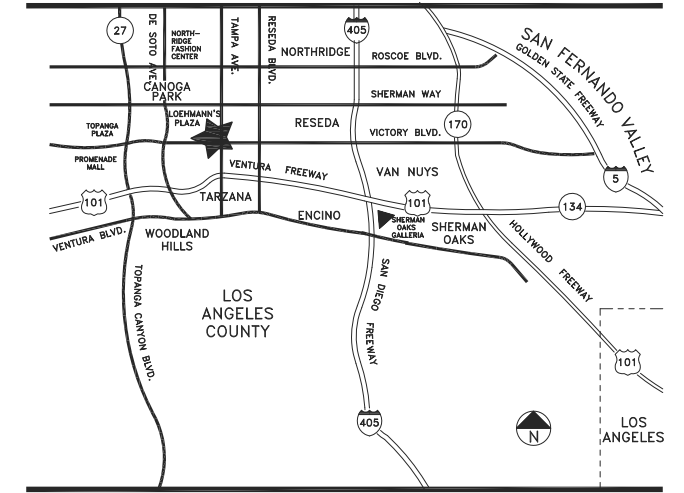 27
DE SOTO AVE.
NORTH-
RIDGE
FASHION
CENTER
TAMPA AVE.
RESEDA BLVD.
NORTHRIDGE
405
ROSCOE BLVD.
SAN FERNANDO VALLEY
GOLDEN STATE FREEWAY
CANOGA
PARK
SHERMAN WAY
LOEHMANN'S
PLAZA
TOPANGA
PLAZA
RESEDA
VICTORY BLVD.
170
PROMENADE
MALL
VENTURA FREEWAY
VAN NUYS
5
101
TARZANA
101
134
ENCINO
SHERMAN
OAKS
GALLERIA
SHERMAN
OAKS
VENTURA BLVD.
WOODLAND
HILLS
HOLLYWOOD FREEWAY
TOPANGA CANYON BLVD.
SAN DIEGO FREEWAY
LOS
ANGELES
COUNTY
101
405
N
LOS
ANGELES